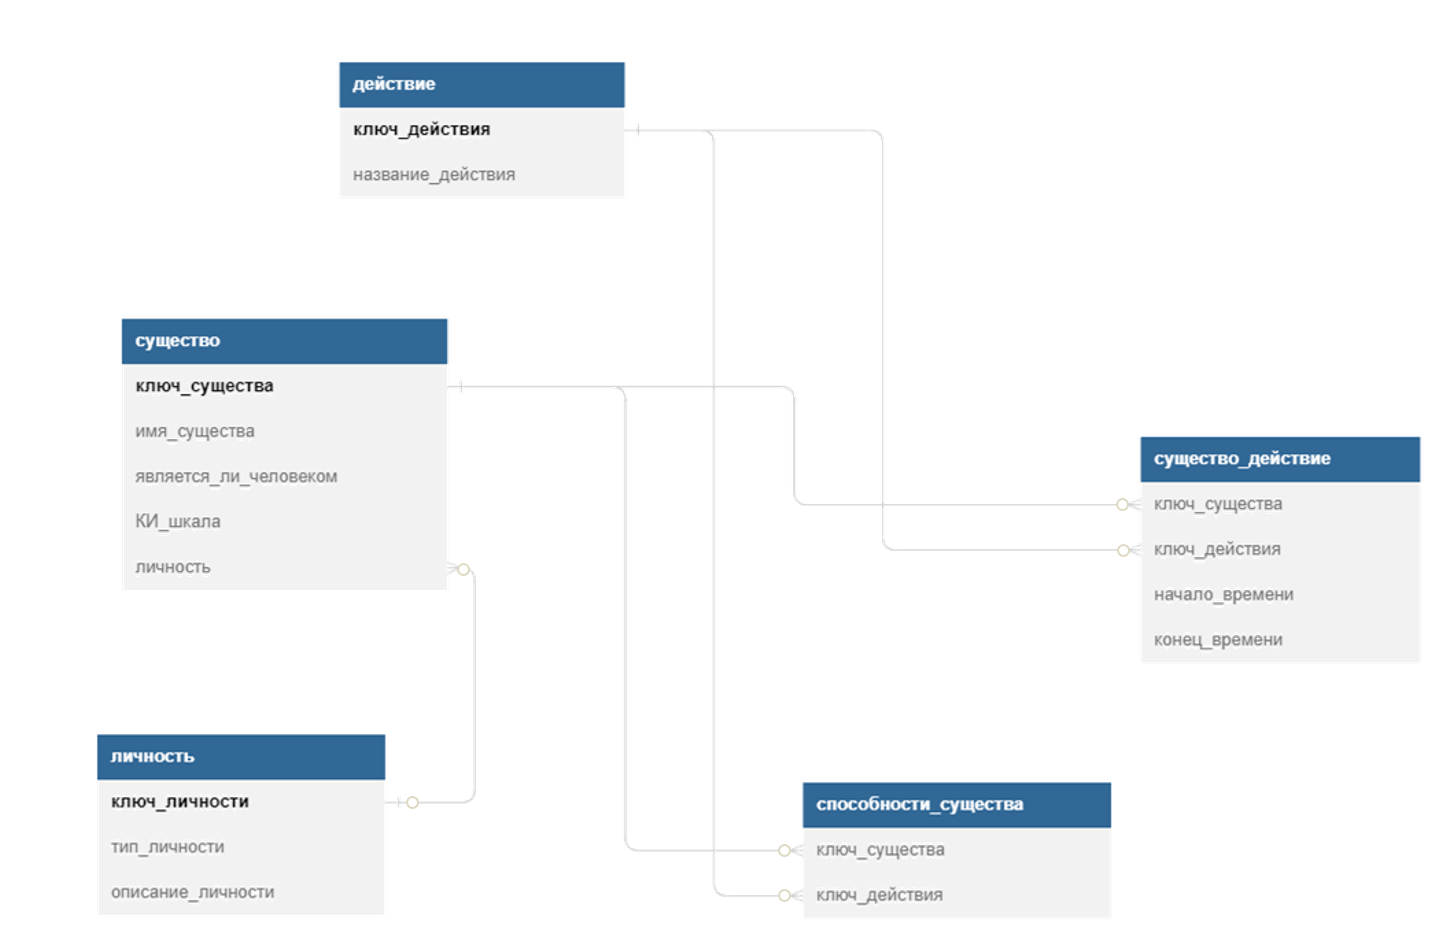 действие
ключ_действия
название_действия
существо
ключ_существа
имя_существа
является_ли_человеком
КИ_шкала
личность
существо_действие
ключ_существа
ключ_действия
начало_времени
конец_времени
личность
ключ_личности
тип_личности
описание_личности
способности_существа
ключ_существа
ключ_действия